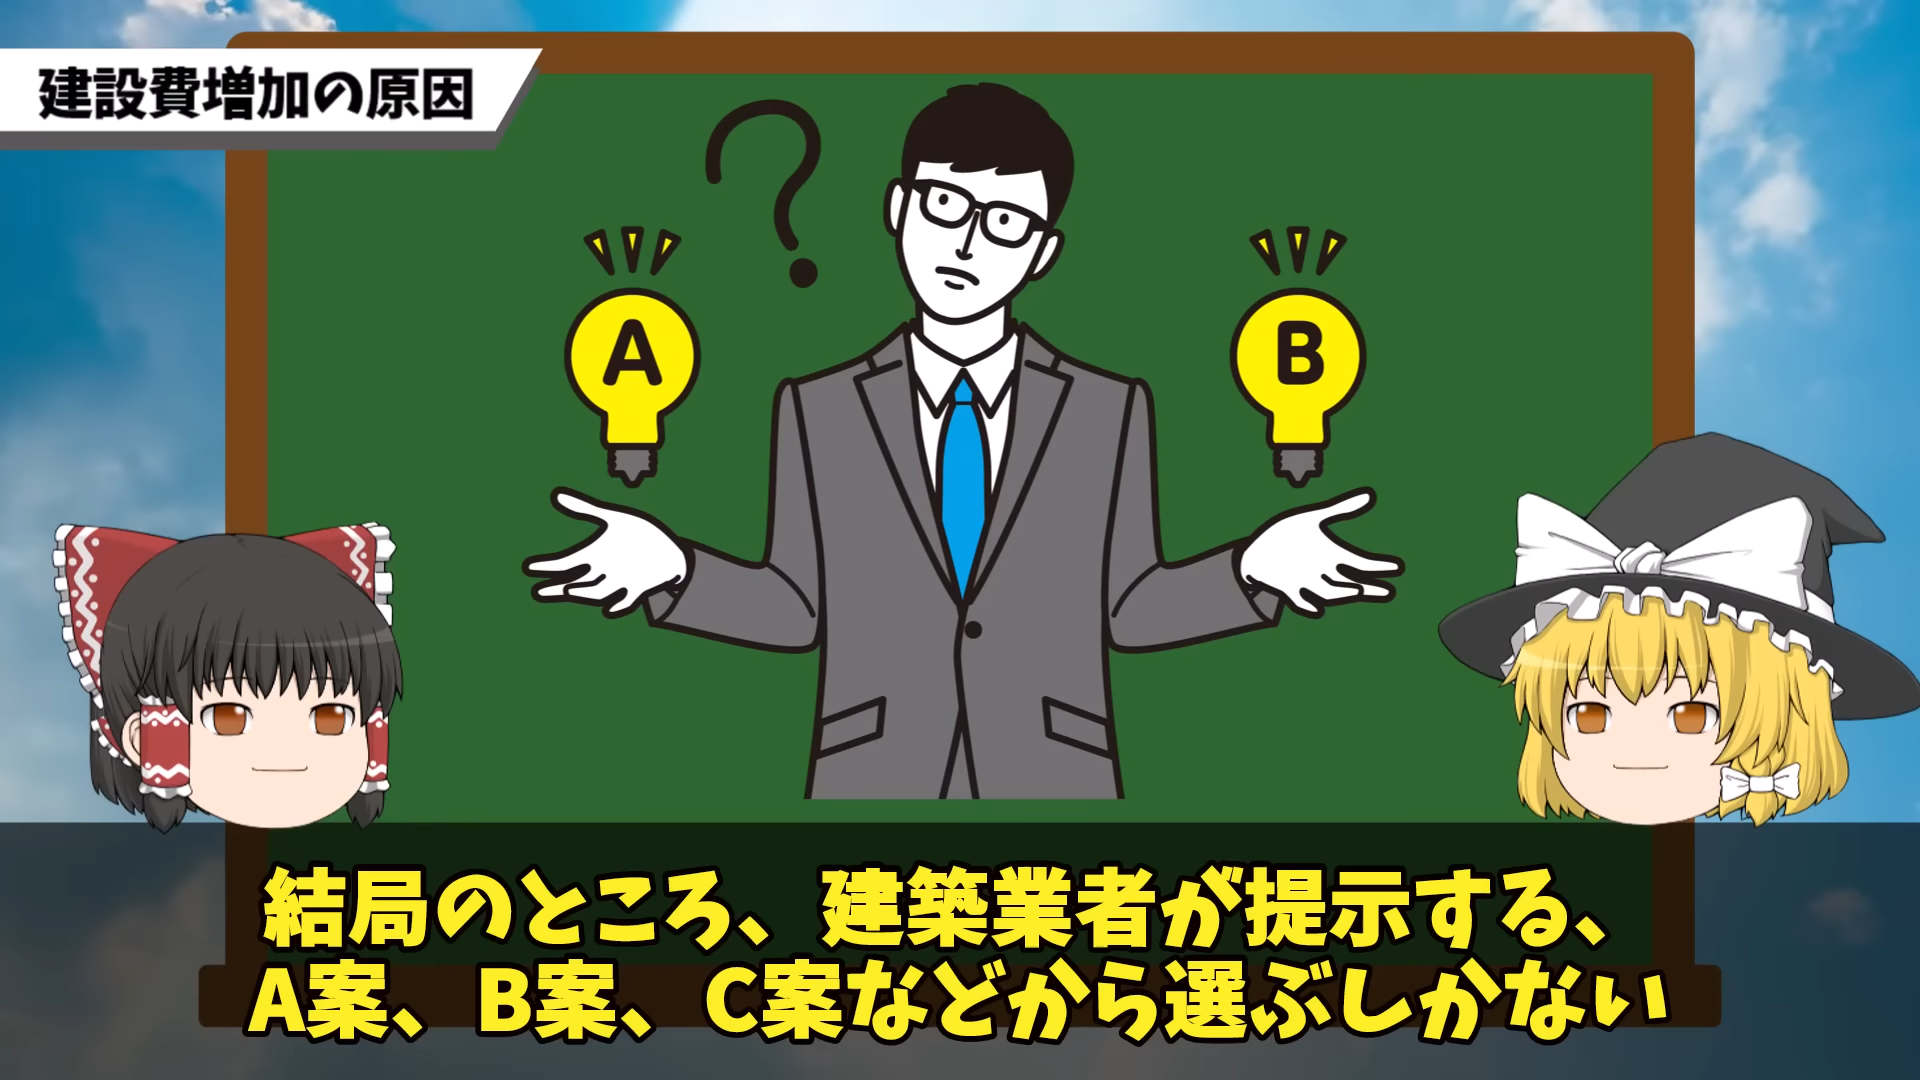 建設費増加の原因
?
A
B
結局のところ、建築業者が提示する、
A案、B案、C案などから選ぶしかない